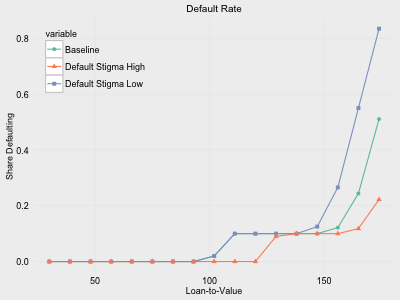 Default Rate
variable
Baseline
Default Stigma High
Default Stigma Low
Share Defaulting
0.8
0.6
0.4
0.2
0.0
50
100
150
Loan-to-Value